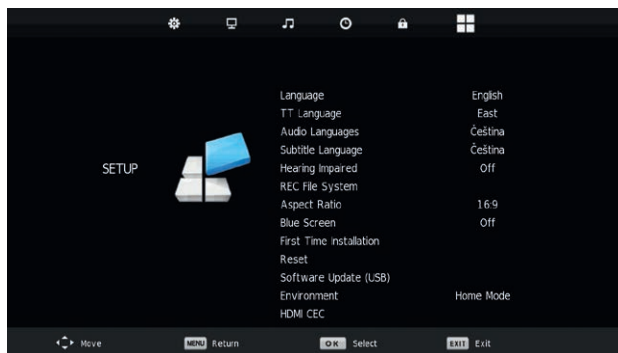 Language English
TT Language East
Audio Languages Čeština
Subtitle Language Čeština
SETUP
Hearing Impaired Off
REC File System
Aspect Ratio 16:9
Blue Screen Off
First Time Installation
Reset
Software Update (USB)
Environment Home Mode
HDMI CEC
Move MENU Return OK Select EXIT Exit